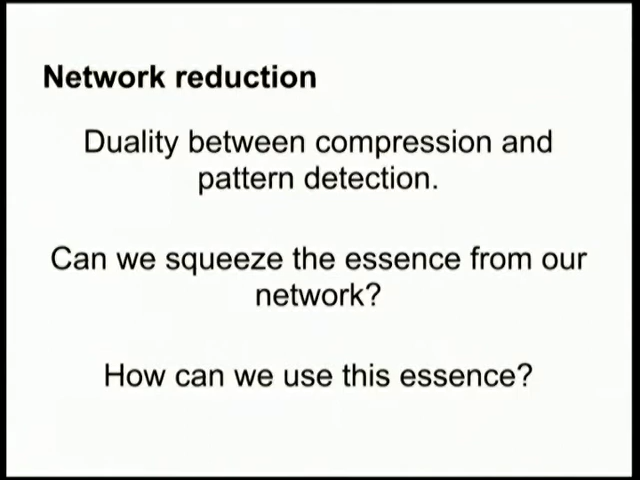 Network reduction
Duality between compression and
pattern detection.
Can we squeeze the essence from our
network?
How can we use this essence?